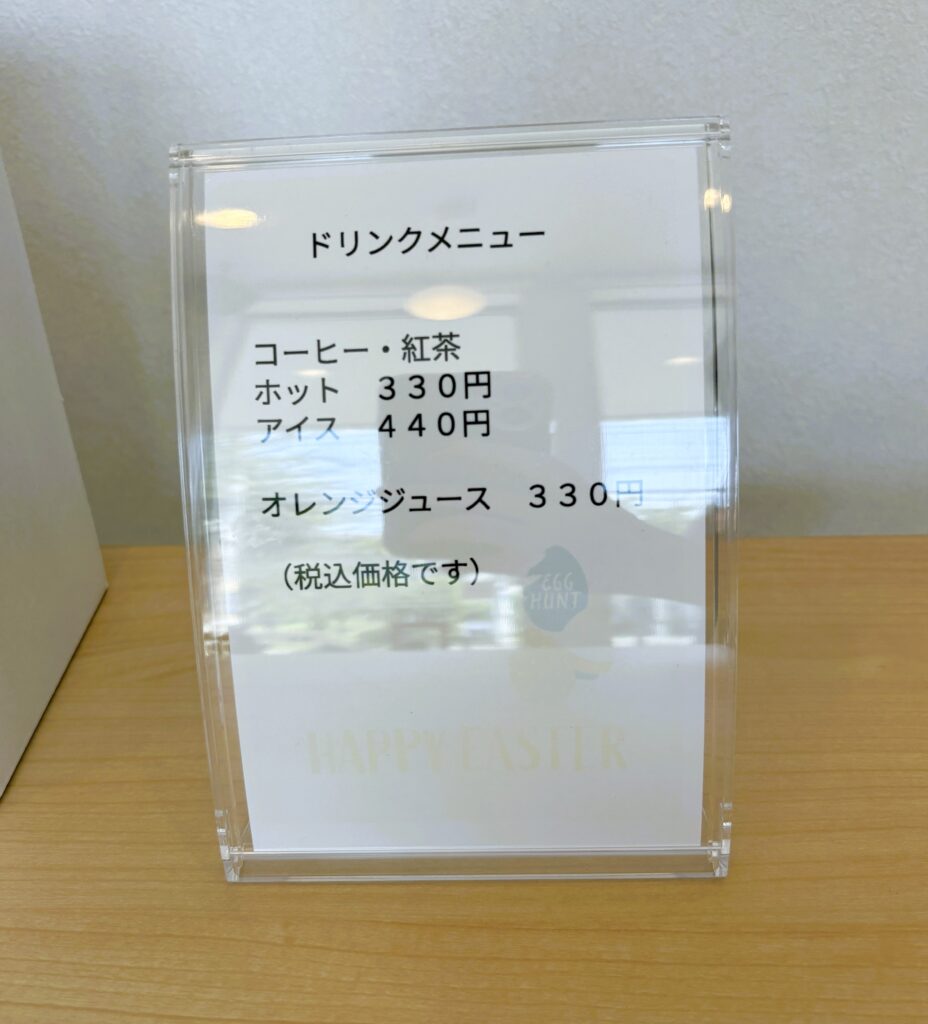 ドリンクメニュー
コーヒー・紅茶
ホット　３３０円
アイス　４４０円
オレンジジュース　３３０円
（税込価格です）
EGG
HUNT
HAPPY EASTER